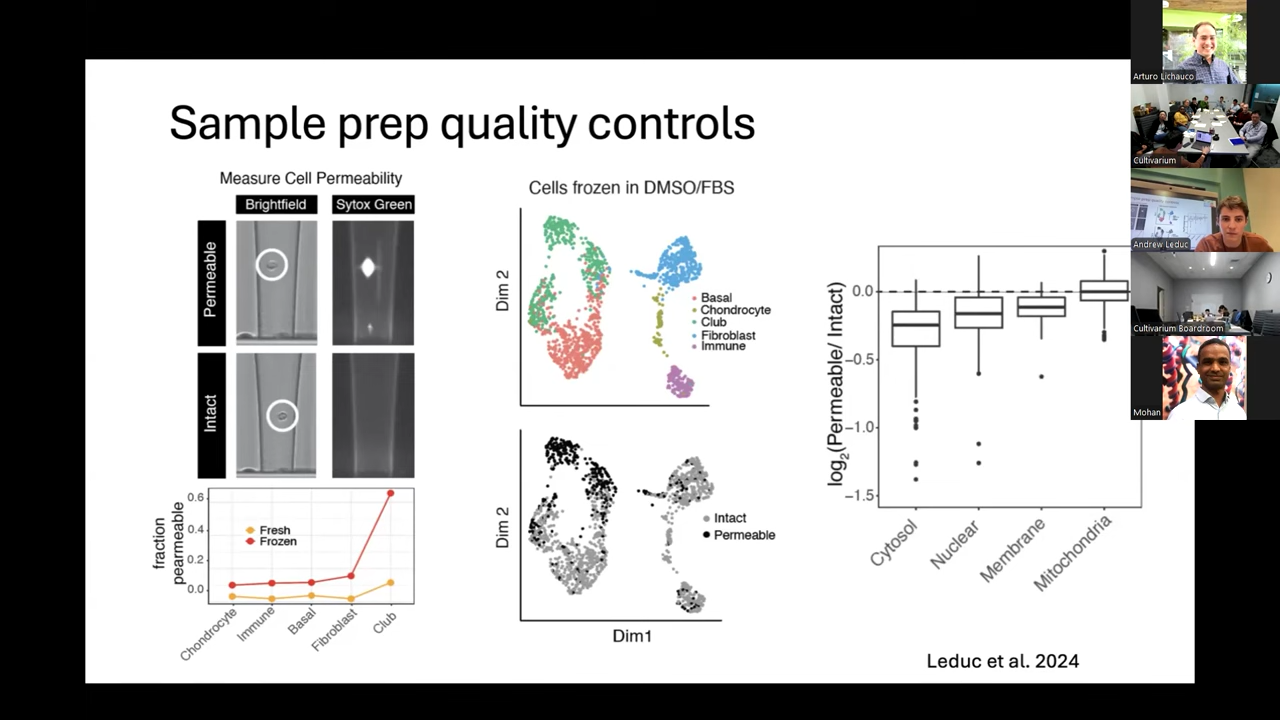 Sample prep quality controls
Measure Cell Permeability
Brightfield
Sytox Green
Permeable
Intact
fraction
pearmeable
0.6
0.4
0.2
0.0
Fresh
Frozen
Chondrocyte
Immune
Basal
Fibroblast
Club
Cells frozen in DMSO/FBS
Dim 2
Basal
Chondrocyte
Club
Fibroblast
Immune
Dim 2
Intact
Permeable
Dim1
log2(Permeable/ Intact)
0.0
−0.5
−1.0
−1.5
Cytosol
Nuclear
Membrane
Mitochondria
Leduc et al. 2024
Arturo Lichauco
Cultivarium
Andrew Leduc
Cultivarium Boardroom
Mohan